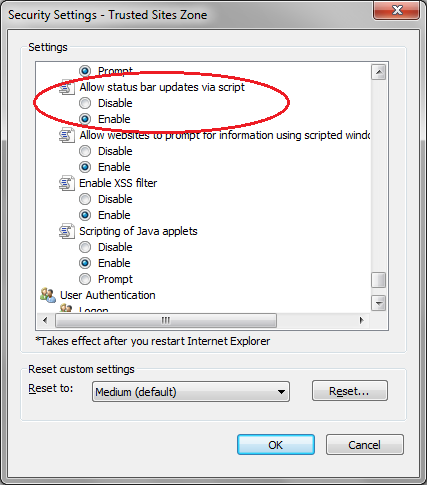 Security Settings - Trusted Sites Zone
Settings
Prompt
Allow status bar updates via script
Disable
Enable
Allow websites to prompt for information using scripted windo
Disable
Enable
Enable XSS filter
Disable
Enable
Scripting of Java applets
Disable
Enable
Prompt
User Authentication
Logon
*Takes effect after you restart Internet Explorer
Reset custom settings
Reset to:
Medium (default)
Reset...
OK
Cancel